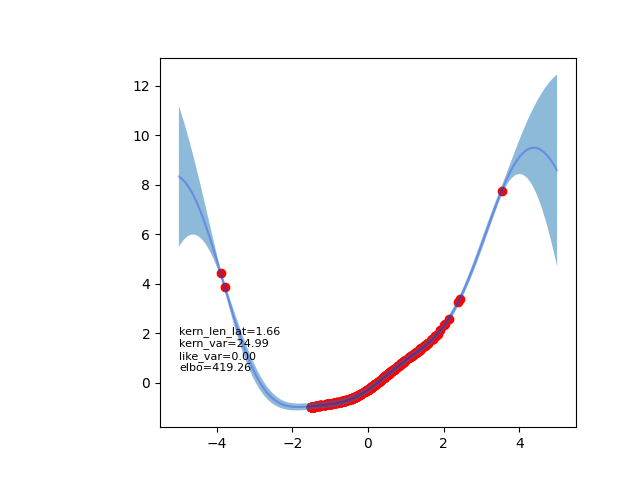 12
10
8
6
4
2
0
kern_len_lat=1.66
kern_var=24.99
like_var=0.00
elbo=419.26
−4 −2 0 2 4